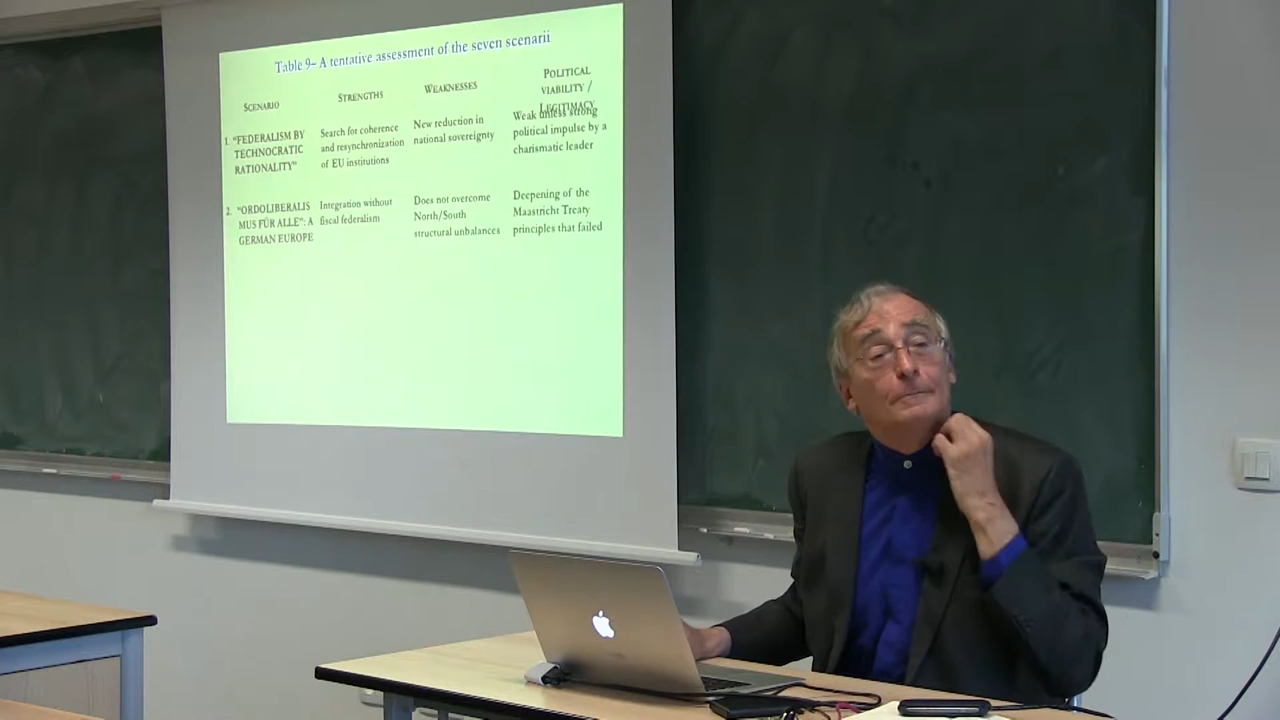 Table 9– A tentative assessment of the seven scenarii
SCENARIO
STRENGTHS
WEAKNESSES
POLITICAL
VIABILITY /
LEGITIMACY
1. "FEDERALISM BY
TECHNOCRATIC
RATIONALITY"
Search for coherence
and resynchronization
of EU institutions
New reduction in
national sovereignty
Weak unless strong
political impulse by a
charismatic leader
2. "ORDOLIBERALIS
MUS FÜR ALLE": A
GERMAN EUROPE
Integration without
fiscal federalism
Does not overcome
North/South
structural unbalances
Deepening of the
Maastricht Treaty
principles that failed